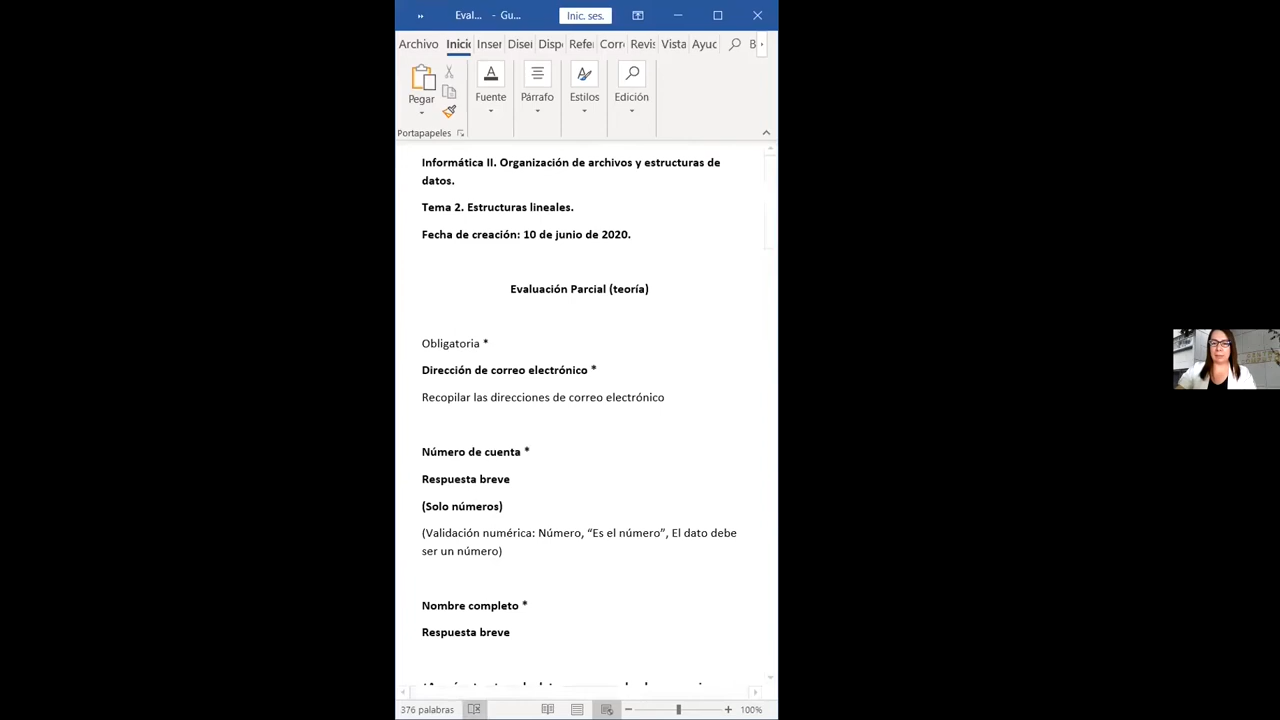 Eval... - Gu...
Inic. ses.
Archivo Inicio Inser Diser Dispo Refe Corr Revis Vista Ayuc B
Pegar
Fuente
Párrafo
Estilos
Edición
Portapapeles
Informática II. Organización de archivos y estructuras de
datos.
Tema 2. Estructuras lineales.
Fecha de creación: 10 de junio de 2020.
Evaluación Parcial (teoría)
Obligatoria *
Dirección de correo electrónico *
Recopilar las direcciones de correo electrónico
Número de cuenta *
Respuesta breve
(Solo números)
(Validación numérica: Número, “Es el número”, El dato debe
ser un número)
Nombre completo *
Respuesta breve
376 palabras
100%